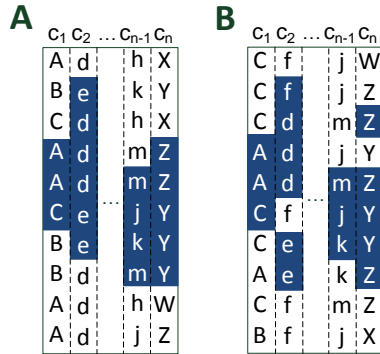 A
c1 c2 ... cn-1 cn
A d h X
B e k Y
C d h X
A d m Z
A d m Z
C e ... j Y
B e k Y
B d m Y
A d h W
A d j Z
B
c1 c2 ... cn-1 cn
C f j W
C f j Z
C d m Z
A d j Y
A d m Z
C f ... j Y
C e k Y
A e k Z
C f m Z
B f j X